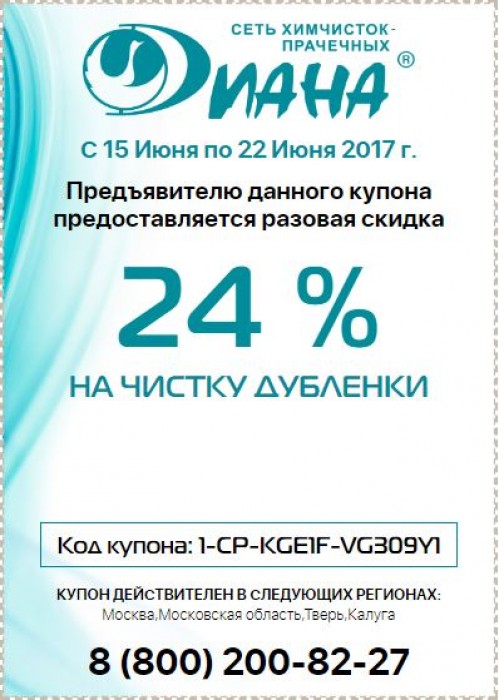 СЕТЬ ХИМЧИСТОК-
ПРАЧЕЧНЫХ
ДИАНА ®
С 15 Июня по 22 Июня 2017 г.
Предъявителю данного купона
предоставляется разовая скидка
24 %
НА ЧИСТКУ ДУБЛЕНКИ
Код купона: 1-CP-KGE1F-VG309Y1
КУПОН ДЕЙСТВИТЕЛЕН В СЛЕДУЮЩИХ РЕГИОНАХ:
Москва,Московская область,Тверь,Калуга
8 (800) 200-82-27